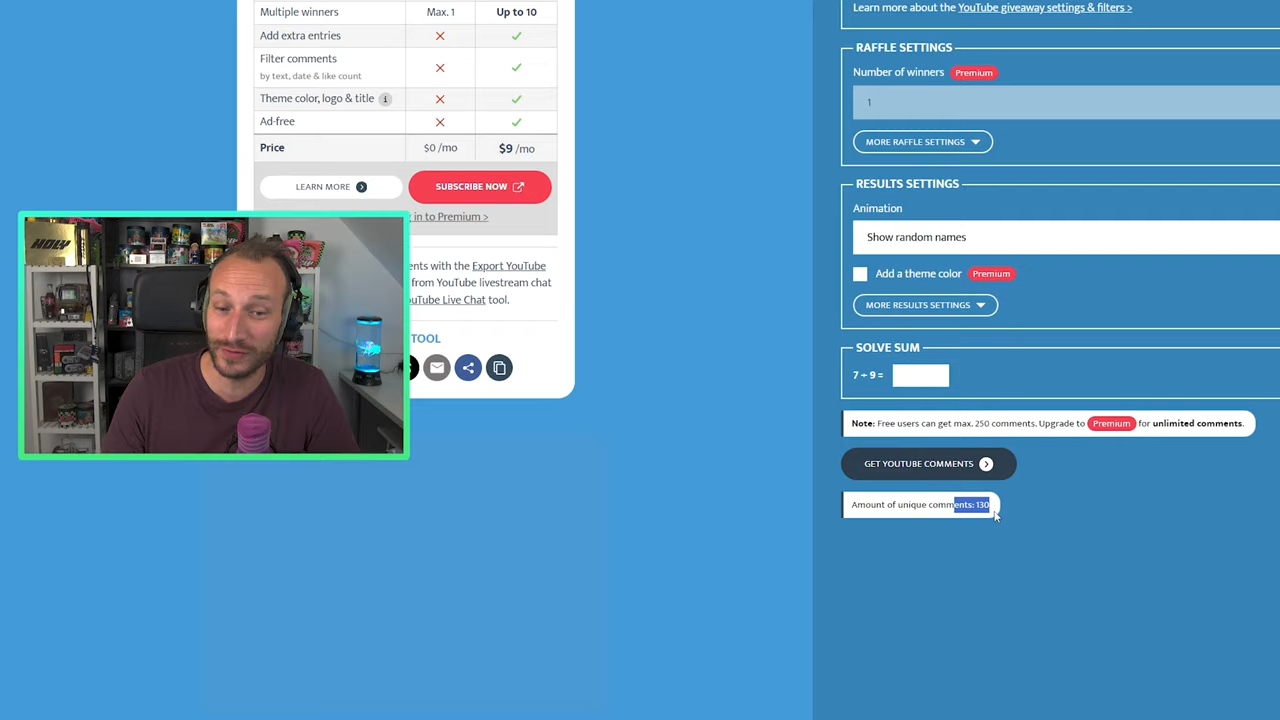 Multiple winners Max. 1 Up to 10
Add extra entries
Filter comments
by text, date & like count
Theme color, logo & title i
Ad-free
Price $0 /mo $9 /mo
LEARN MORE SUBSCRIBE NOW
in to Premium >
ents with the Export YouTube
from YouTube livestream chat
uTube Live Chat tool.
TOOL
HOLY
Learn more about the YouTube giveaway settings & filters >
RAFFLE SETTINGS
Number of winners Premium
1
MORE RAFFLE SETTINGS
RESULTS SETTINGS
Animation
Show random names
Add a theme color Premium
MORE RESULTS SETTINGS
SOLVE SUM
7 + 9 =
Note: Free users can get max. 250 comments. Upgrade to Premium for unlimited comments.
GET YOUTUBE COMMENTS
Amount of unique comments: 130